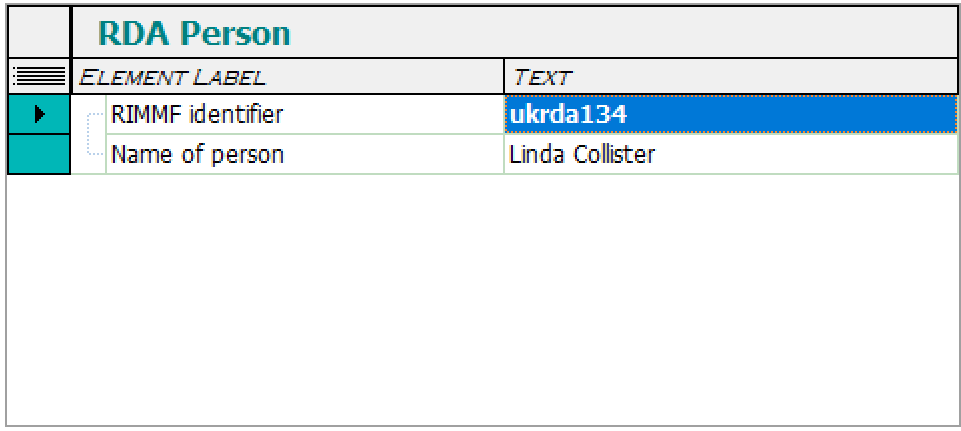 RDA Person
ELEMENT LABEL TEXT
RIMMF identifier ukrda134
Name of person Linda Collister